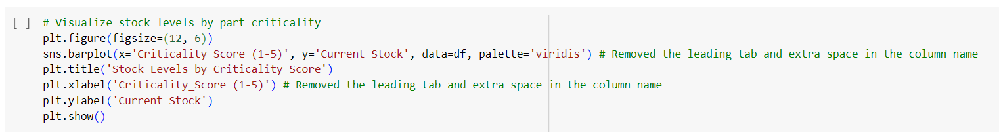 [ ] # Visualize stock levels by part criticality
plt.figure(figsize=(12, 6))
sns.barplot(x='Criticality_Score (1-5)', y='Current_Stock', data=df, palette='viridis') # Removed the leading tab and extra space in the column name
plt.title('Stock Levels by Criticality Score')
plt.xlabel('Criticality_Score (1-5)') # Removed the leading tab and extra space in the column name
plt.ylabel('Current Stock')
plt.show()